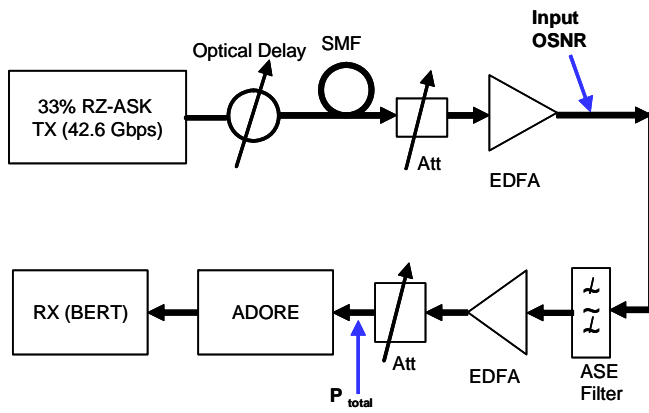 Input
OSNR
Optical Delay
SMF
33% RZ-ASK
TX (42.6 Gbps)
Att
EDFA
RX (BERT)
ADORE
Att
EDFA
ASE
Filter
P total